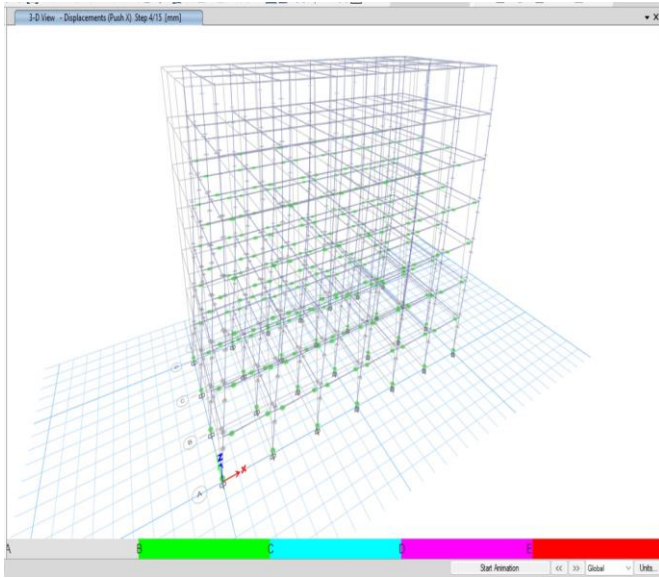 3-D View - Displacements (Push X) Step 4/15 [mm]
C
B
A
Z
X
A B C D E
Start Animation << >> Global Units...